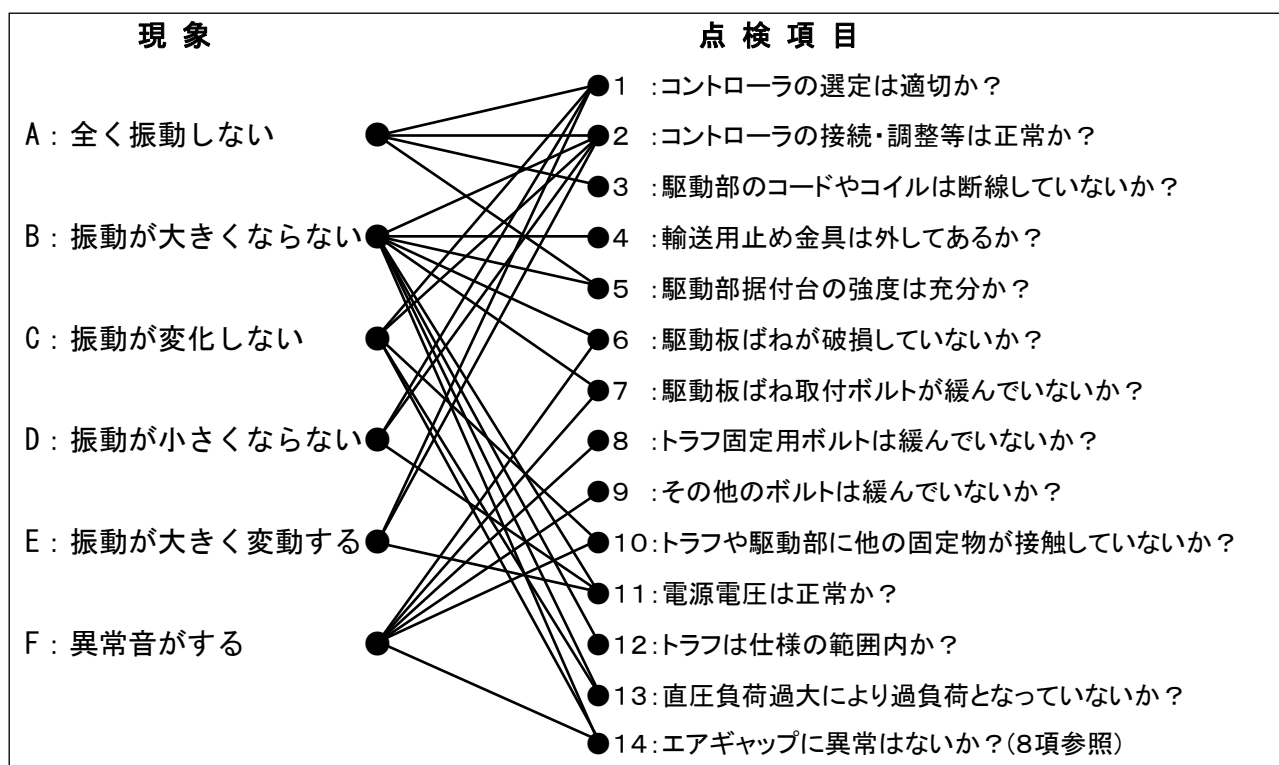 現象
点検項目
A：全く振動しない
B：振動が大きくならない
C：振動が変化しない
D：振動が小さくならない
E：振動が大きく変動する
F：異常音がする
1：コントローラの選定は適切か？
2：コントローラの接続・調整等は正常か？
3：駆動部のコードやコイルは断線していないか？
4：輸送用止め金具は外してあるか？
5：駆動部据付台の強度は充分か？
6：駆動板ばねが破損していないか？
7：駆動板ばね取付ボルトが緩んでいないか？
8：トラフ固定用ボルトは緩んでいないか？
9：その他のボルトは緩んでいないか？
10：トラフや駆動部に他の固定物が接触していないか？
11：電源電圧は正常か？
12：トラフは仕様の範囲内か？
13：直圧負荷過大により過負荷となっていないか？
14：エアギャップに異常はないか？(8項参照)